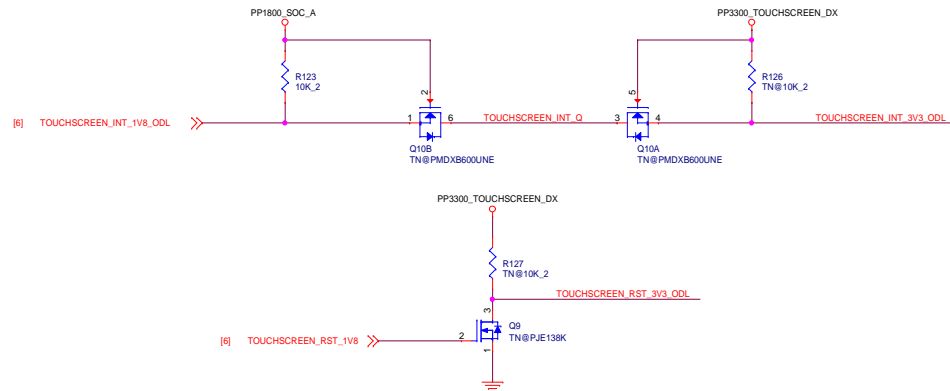 PP1800_SOC_A
PP3300_TOUCHSCREEN_DX
R123
10K_2
R126
TN@10K_2
2
5
[6] TOUCHSCREEN_INT_1V8_ODL
1
6
TOUCHSCREEN_INT_Q
3
4
TOUCHSCREEN_INT_3V3_ODL
Q10B
TN@PMDXB600UNE
Q10A
TN@PMDXB600UNE
PP3300_TOUCHSCREEN_DX
R127
TN@10K_2
TOUCHSCREEN_RST_3V3_ODL
3
Q9
TN@PJE138K
[6] TOUCHSCREEN_RST_1V8
2
1